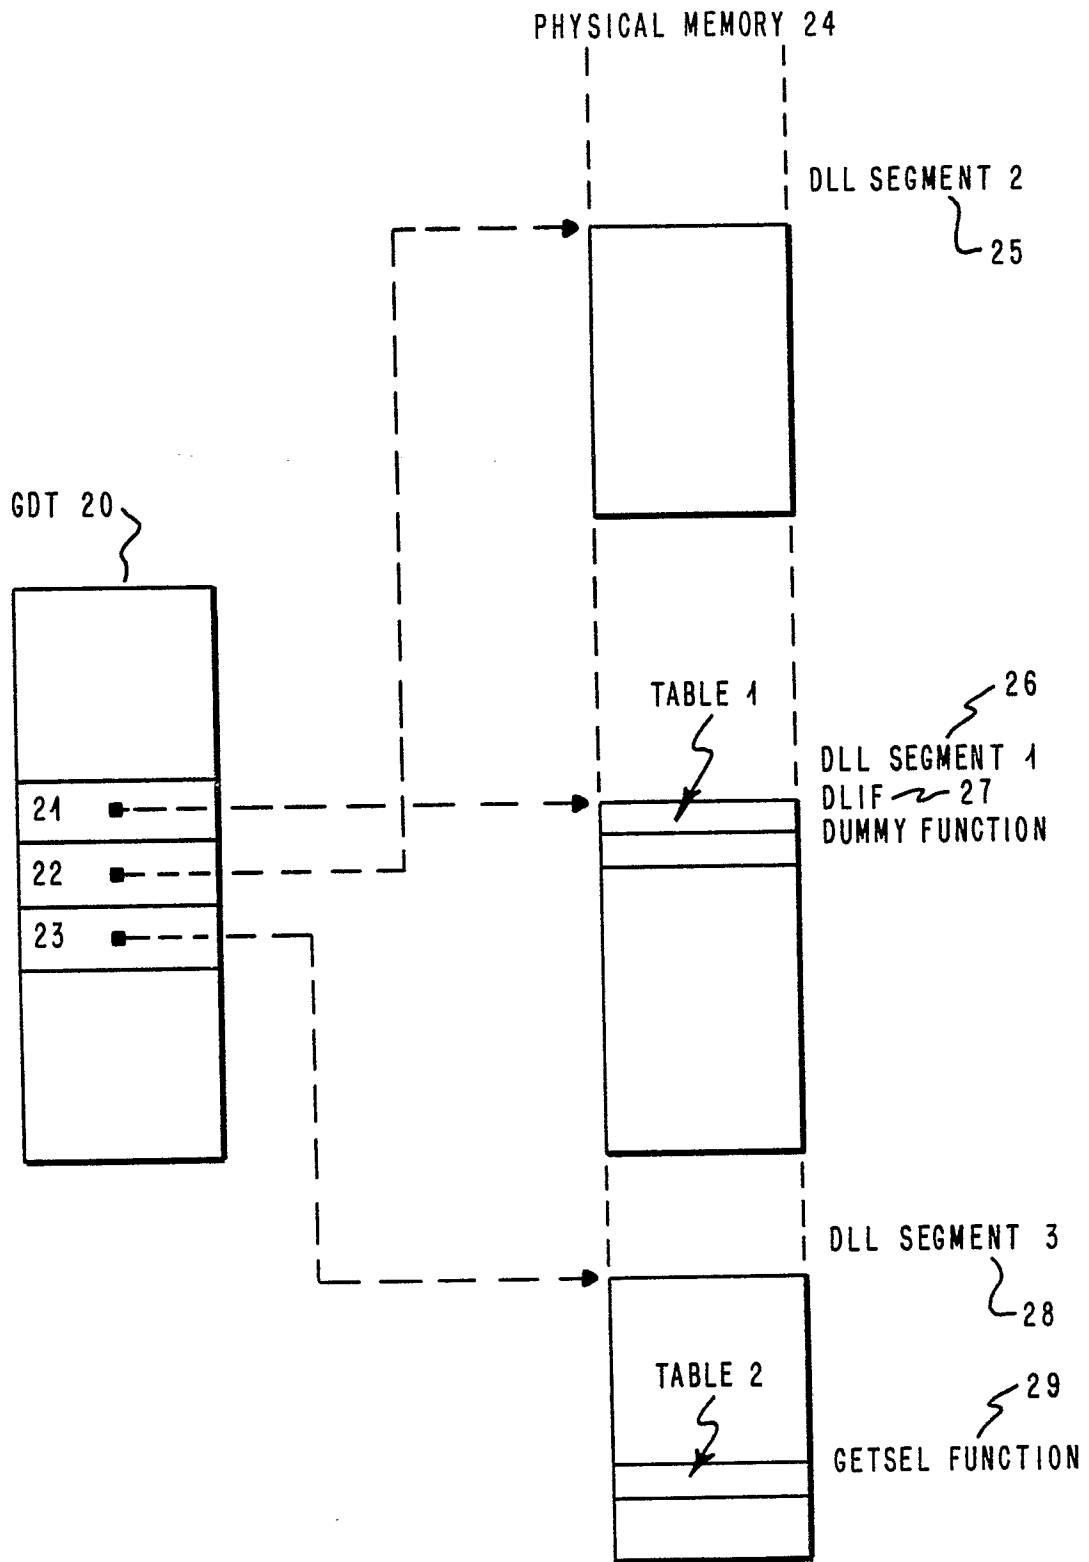 PHYSICAL MEMORY 24
DLL SEGMENT 2
25
GDT 20
TABLE 1
26
DLL SEGMENT 1
DLIF 27
DUMMY FUNCTION
21
22
23
DLL SEGMENT 3
28
TABLE 2
29
GETSEL FUNCTION